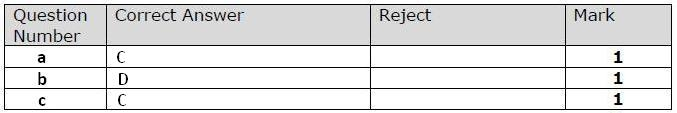 Question Number Correct Answer Reject Mark
a C 1
b D 1
c C 1